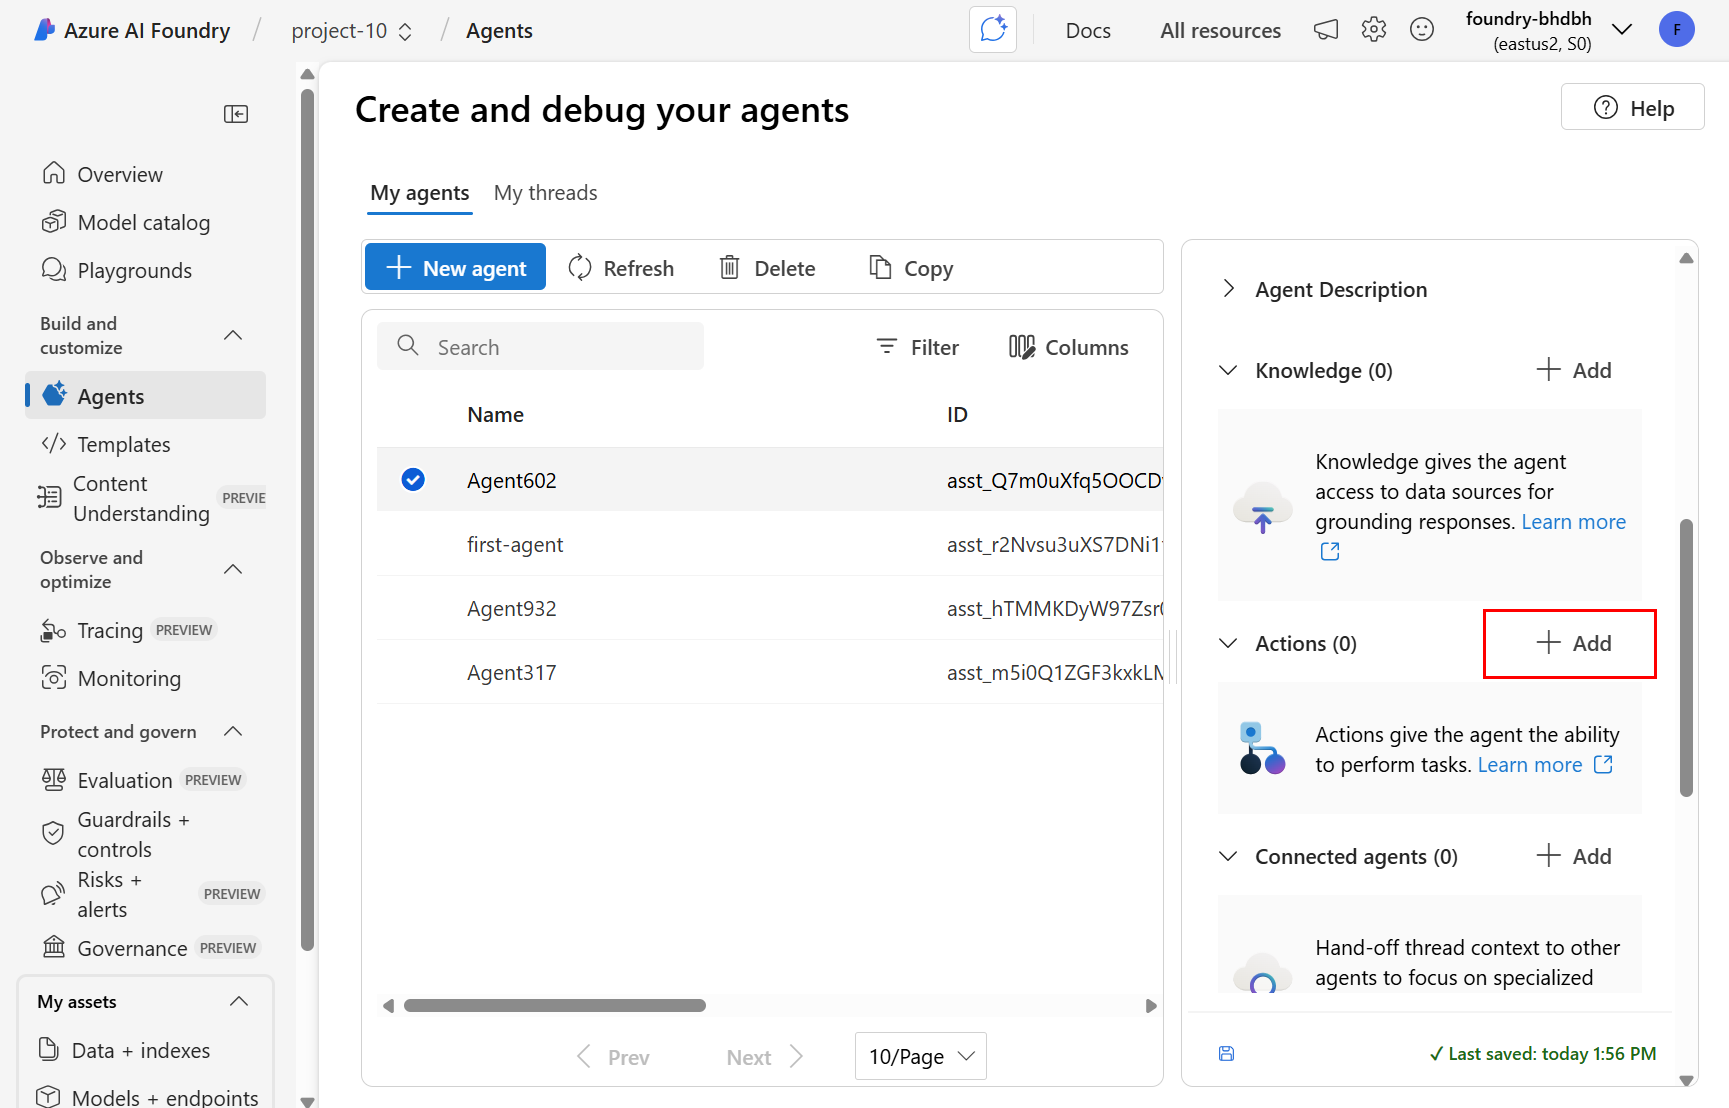 Azure AI Foundry / project-10 / Agents
Docs
All resources
foundry-bhdbh
(eastus2, S0)
F
Overview
Model catalog
Playgrounds
Build and
customize
Agents
Templates
Content
Understanding
PREVIE
Observe and
optimize
Tracing PREVIEW
Monitoring
Protect and govern
Evaluation PREVIEW
Guardrails +
controls
Risks +
alerts
PREVIEW
Governance PREVIEW
My assets
Data + indexes
Models + endpoints
Create and debug your agents
Help
My agents
My threads
New agent
Refresh
Delete
Copy
Search
Filter
Columns
Name ID
Agent602 asst_Q7m0uXfq5OOCD
first-agent asst_r2Nvsu3uXS7DNi1
Agent932 asst_hTMMKDyW97Zsr
Agent317 asst_m5i0Q1ZGF3kxkL
Prev
Next
10/Page
Agent Description
Knowledge (0)
Add
Knowledge gives the agent
access to data sources for
grounding responses. Learn more
Actions (0)
Add
Actions give the agent the ability
to perform tasks. Learn more
Connected agents (0)
Add
Hand-off thread context to other
agents to focus on specialized
Last saved: today 1:56 PM